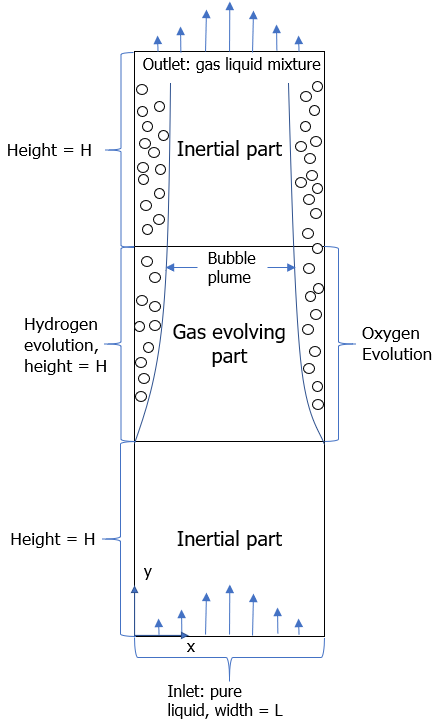 Outlet: gas liquid mixture
Height = H
Inertial part
Bubble
plume
Hydrogen
evolution,
height = H
Gas evolving
part
Oxygen
Evolution
Height = H
Inertial part
y
x
Inlet: pure
liquid, width = L